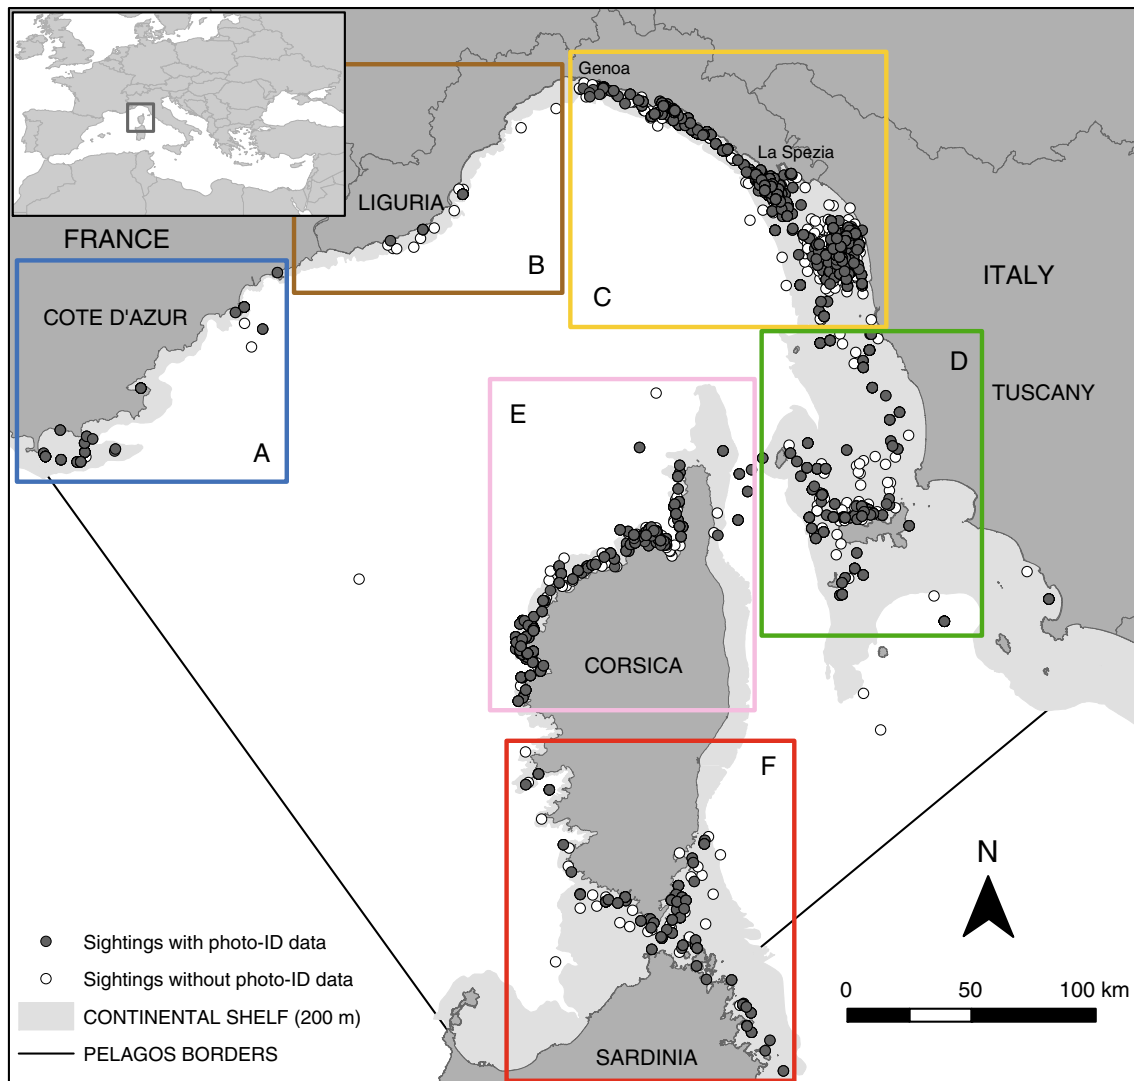 Genoa
La Spezia
LIGURIA
FRANCE
B
ITALY
C
COTE D'AZUR
D
TUSCANY
E
A
CORSICA
F
N
Sightings with photo-ID data
Sightings without photo-ID data
0 50 100 km
CONTINENTAL SHELF (200 m)
PELAGOS BORDERS
SARDINIA